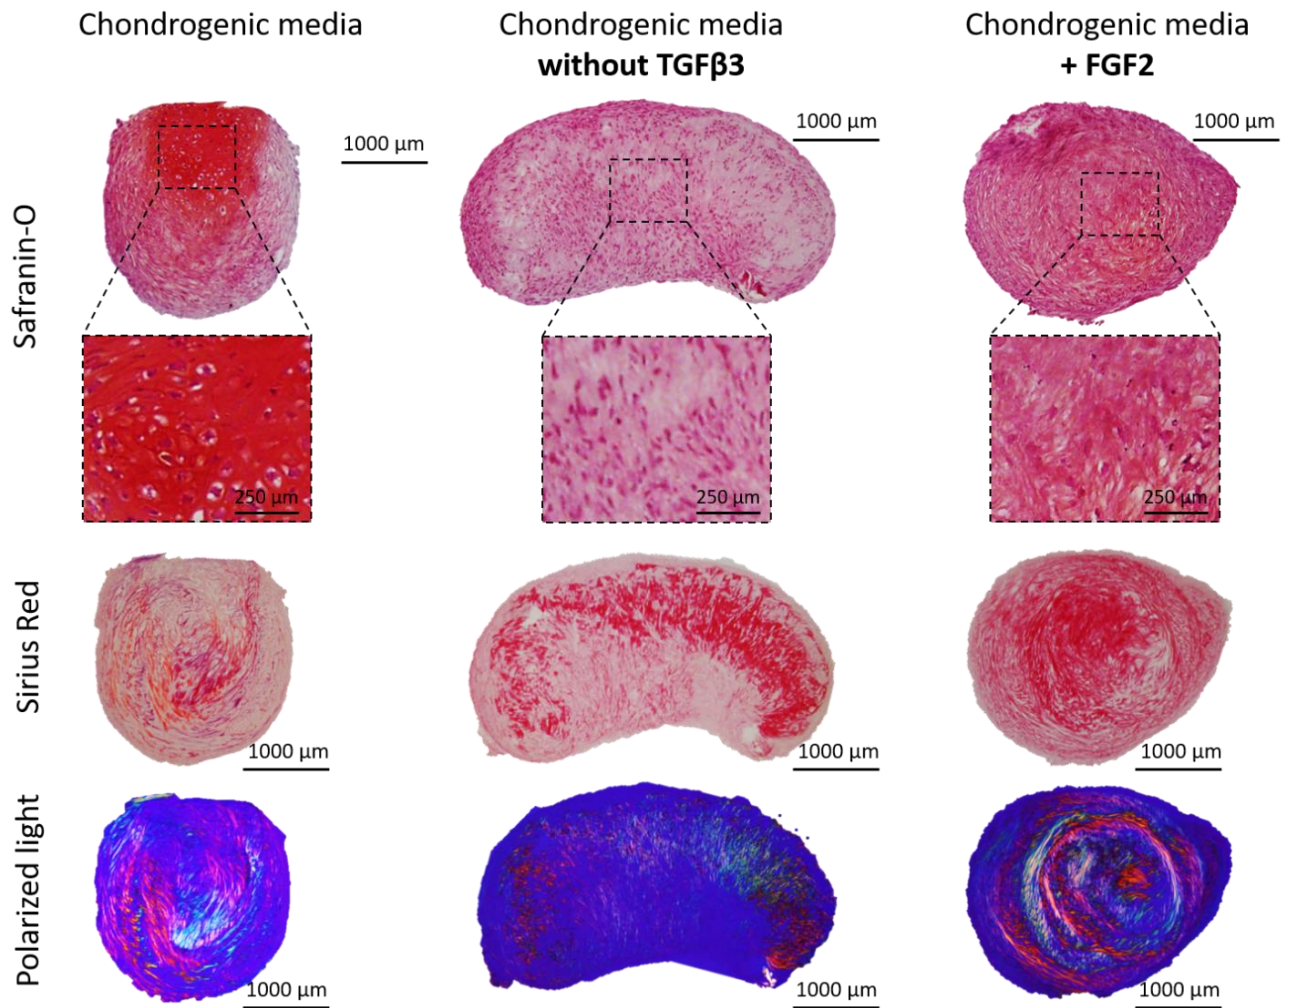 Chondrogenic media
Chondrogenic media
without TGFβ3
Chondrogenic media
+ FGF2
Safranin-O
1000 µm
1000 µm
1000 µm
250 µm
250 µm
250 µm
Sirius Red
1000 µm
1000 µm
1000 µm
Polarized light
1000 µm
1000 µm
1000 µm